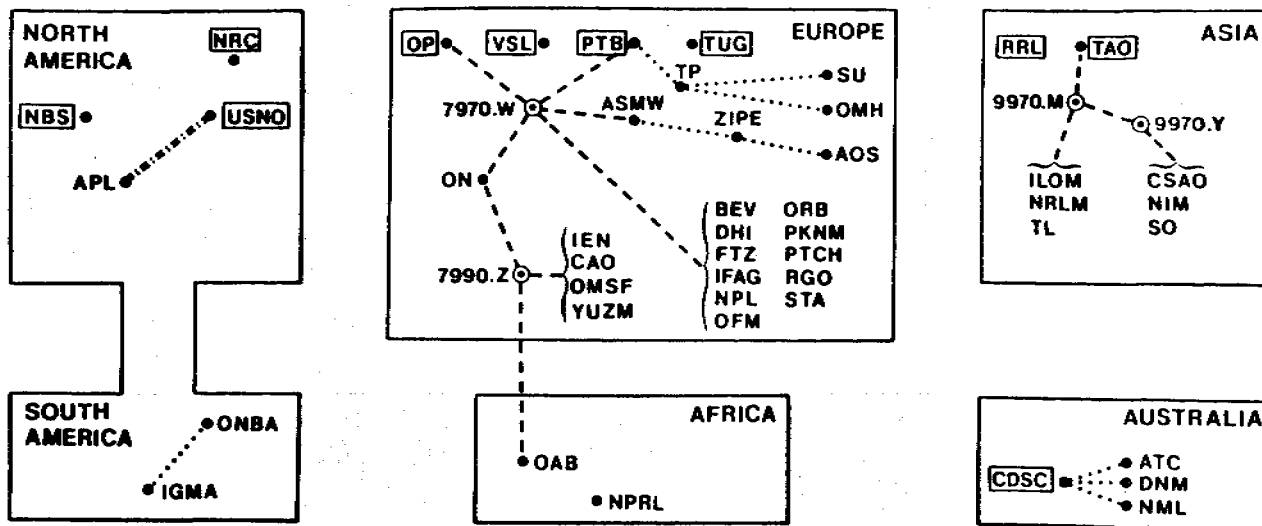 NORTH
AMERICA
NRC
NBS
USNO
APL
SOUTH
AMERICA
ONBA
IGMA
EUROPE
OP
VSL
PTB
TUG
TP
SU
7970.W
ASMW
OMH
ZIPE
AOS
ON
7990.Z
IEN
CAO
OMSF
YUZM
BEV ORB
DHI PKNM
FTZ PTCH
IFAG RGO
NPL STA
OFM
AFRICA
OAB
NPRL
ASIA
RRL
TAO
9970.M
9970.Y
ILOM
NRLM
TL
CSAO
NIM
SO
AUSTRALIA
CDSC
ATC
DNM
NML